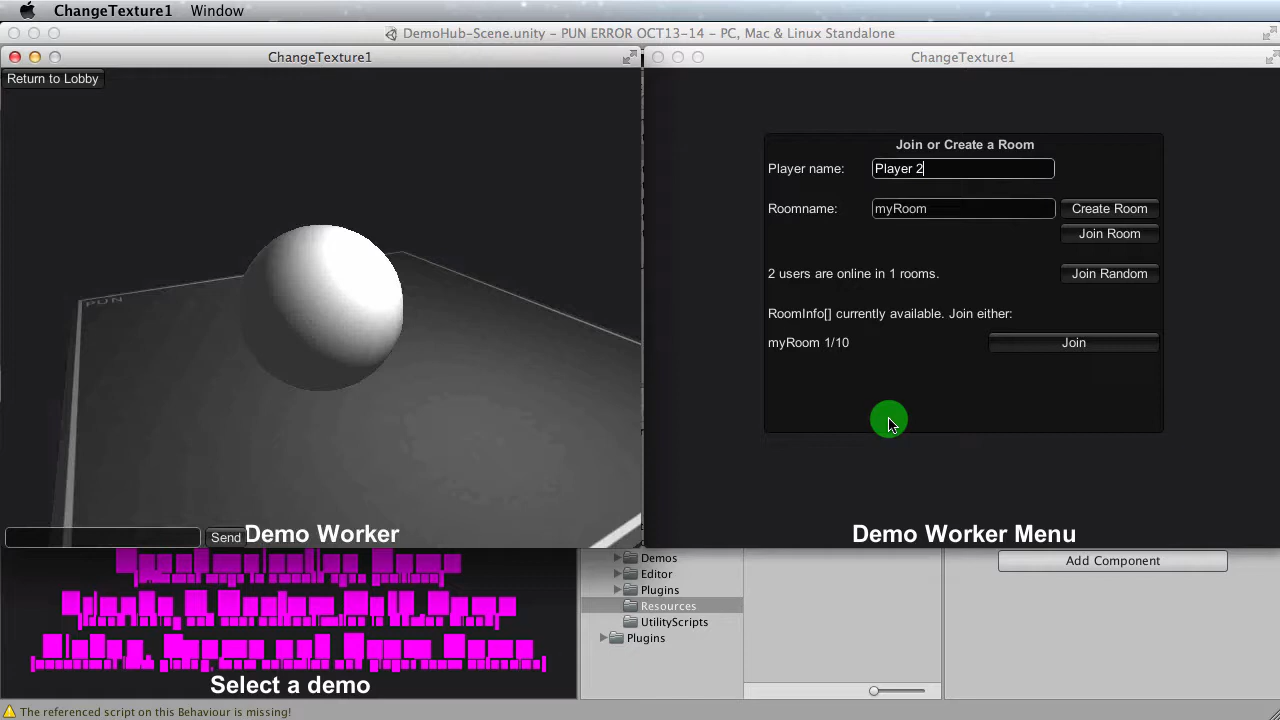 ChangeTexture1 Window
DemoHub-Scene.unity - PUN ERROR OCT13-14 - PC, Mac & Linux Standalone
ChangeTexture1
Return to Lobby
PUN
Send
Demo Worker
ChangeTexture1
Join or Create a Room
Player name: Player 2
Roomname: myRoom Create Room
Join Room
2 users are online in 1 rooms. Join Random
RoomInfo[] currently available. Join either:
myRoom 1/10 Join
Demo Worker Menu
Select a demo
Demos
Editor
Plugins
Resources
UtilityScripts
Plugins
Add Component
The referenced script on this Behaviour is missing!